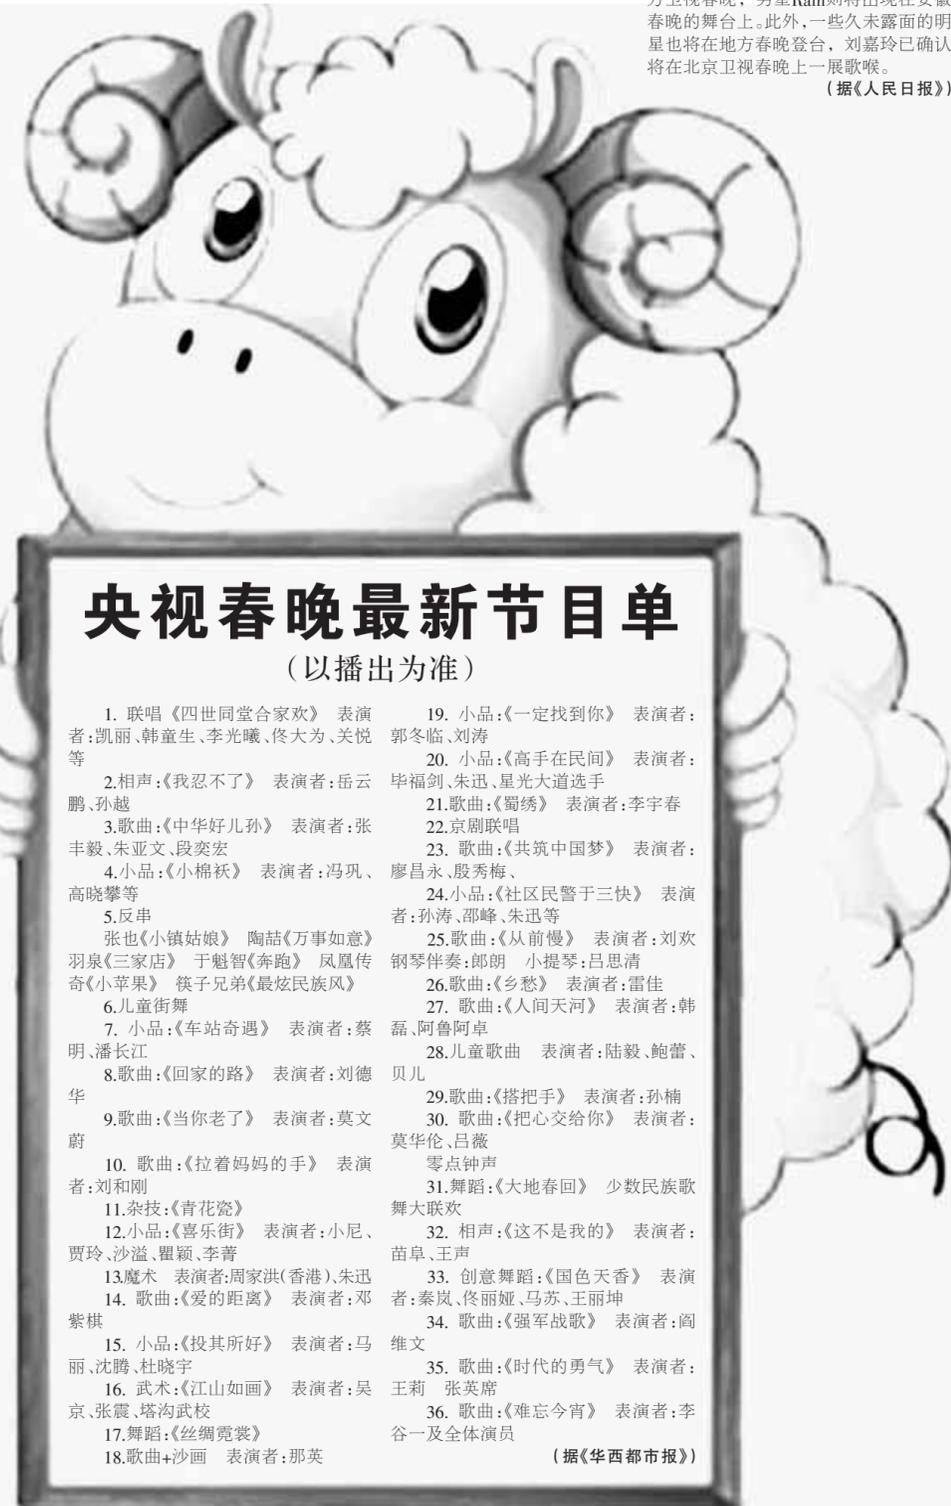 方卫视春晚，男星Rain则将出现在安徽
春晚的舞台上。此外，一些久未露面的明
星也将在地方春晚登台，刘嘉玲已确认
将在北京卫视春晚上一展歌喉。
（据《人民日报》）
央视春晚最新节目单
（以播出为准）
1. 联唱《四世同堂合家欢》 表演
者：凯丽、韩童生、李光曦、佟大为、关悦
等
2.相声：《我忍不了》 表演者：岳云
鹏、孙越
3.歌曲：《中华好儿孙》 表演者：张
丰毅、朱亚文、段奕宏
4.小品：《小棉袄》 表演者：冯巩、
高晓攀等
5.反串
张也《小镇姑娘》 陶喆《万事如意》
羽泉《三家店》 于魁智《奔跑》 凤凰传
奇《小苹果》 筷子兄弟《最炫民族风》
6.儿童街舞
7. 小品：《车站奇遇》 表演者：蔡
明、潘长江
8.歌曲：《回家的路》 表演者：刘德
华
9.歌曲：《当你老了》 表演者：莫文
蔚
10. 歌曲：《拉着妈妈的手》 表演
者：刘和刚
11.杂技：《青花瓷》
12.小品：《喜乐街》 表演者：小尼、
贾玲、沙溢、瞿颖、李菁
13.魔术 表演者：周家洪（香港）、朱迅
14. 歌曲：《爱的距离》 表演者：邓
紫棋
15. 小品：《投其所好》 表演者：马
丽、沈腾、杜晓宇
16. 武术：《江山如画》 表演者：吴
京、张震、塔沟武校
17.舞蹈：《丝绸霓裳》
18.歌曲+沙画 表演者：那英
19. 小品：《一定找到你》 表演者：
郭冬临、刘涛
20. 小品：《高手在民间》 表演者：
毕福剑、朱迅、星光大道选手
21.歌曲：《蜀绣》 表演者：李宇春
22.京剧联唱
23. 歌曲：《共筑中国梦》 表演者：
廖昌永、殷秀梅、
24.小品：《社区民警于三快》 表演
者：孙涛、邵峰、朱迅等
25.歌曲：《从前慢》 表演者：刘欢
钢琴伴奏：郎朗 小提琴：吕思清
26.歌曲：《乡愁》 表演者：雷佳
27. 歌曲：《人间天河》 表演者：韩
磊、阿鲁阿卓
28.儿童歌曲 表演者：陆毅、鲍蕾、
贝儿
29.歌曲：《搭把手》 表演者：孙楠
30. 歌曲：《把心交给你》 表演者：
莫华伦、吕薇
零点钟声
31.舞蹈：《大地春回》 少数民族歌
舞大联欢
32. 相声：《这不是我的》 表演者：
苗阜、王声
33. 创意舞蹈：《国色天香》 表演
者：秦岚、佟丽娅、马苏、王丽坤
34. 歌曲：《强军战歌》 表演者：阎
维文
35. 歌曲：《时代的勇气》 表演者：
王莉 张英席
36. 歌曲：《难忘今宵》 表演者：李
谷一及全体演员
（据《华西都市报》）